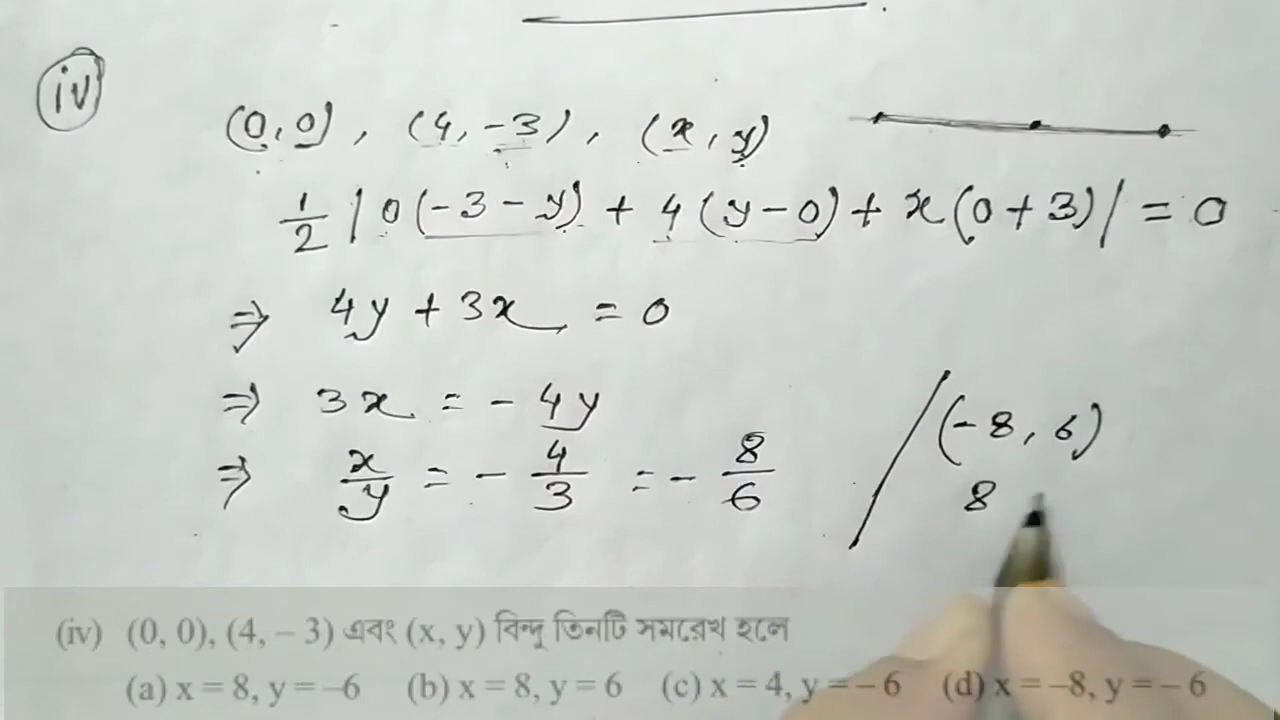 iv
(0,0), (4,-3), (x,y)
1/2 |0(-3-y) + 4(y-0) + x(0+3)| = 0
⇒ 4y + 3x = 0
⇒ 3x = - 4y
⇒ x/y = - 4/3 = - 8/6
/(-8, 6)
8
(iv) (0, 0), (4, – 3) এবং (x, y) বিন্দু তিনটি সমরেখ হলে
(a) x = 8, y = –6 (b) x = 8, y = 6 (c) x = 4, y = – 6 (d) x = –8, y = – 6